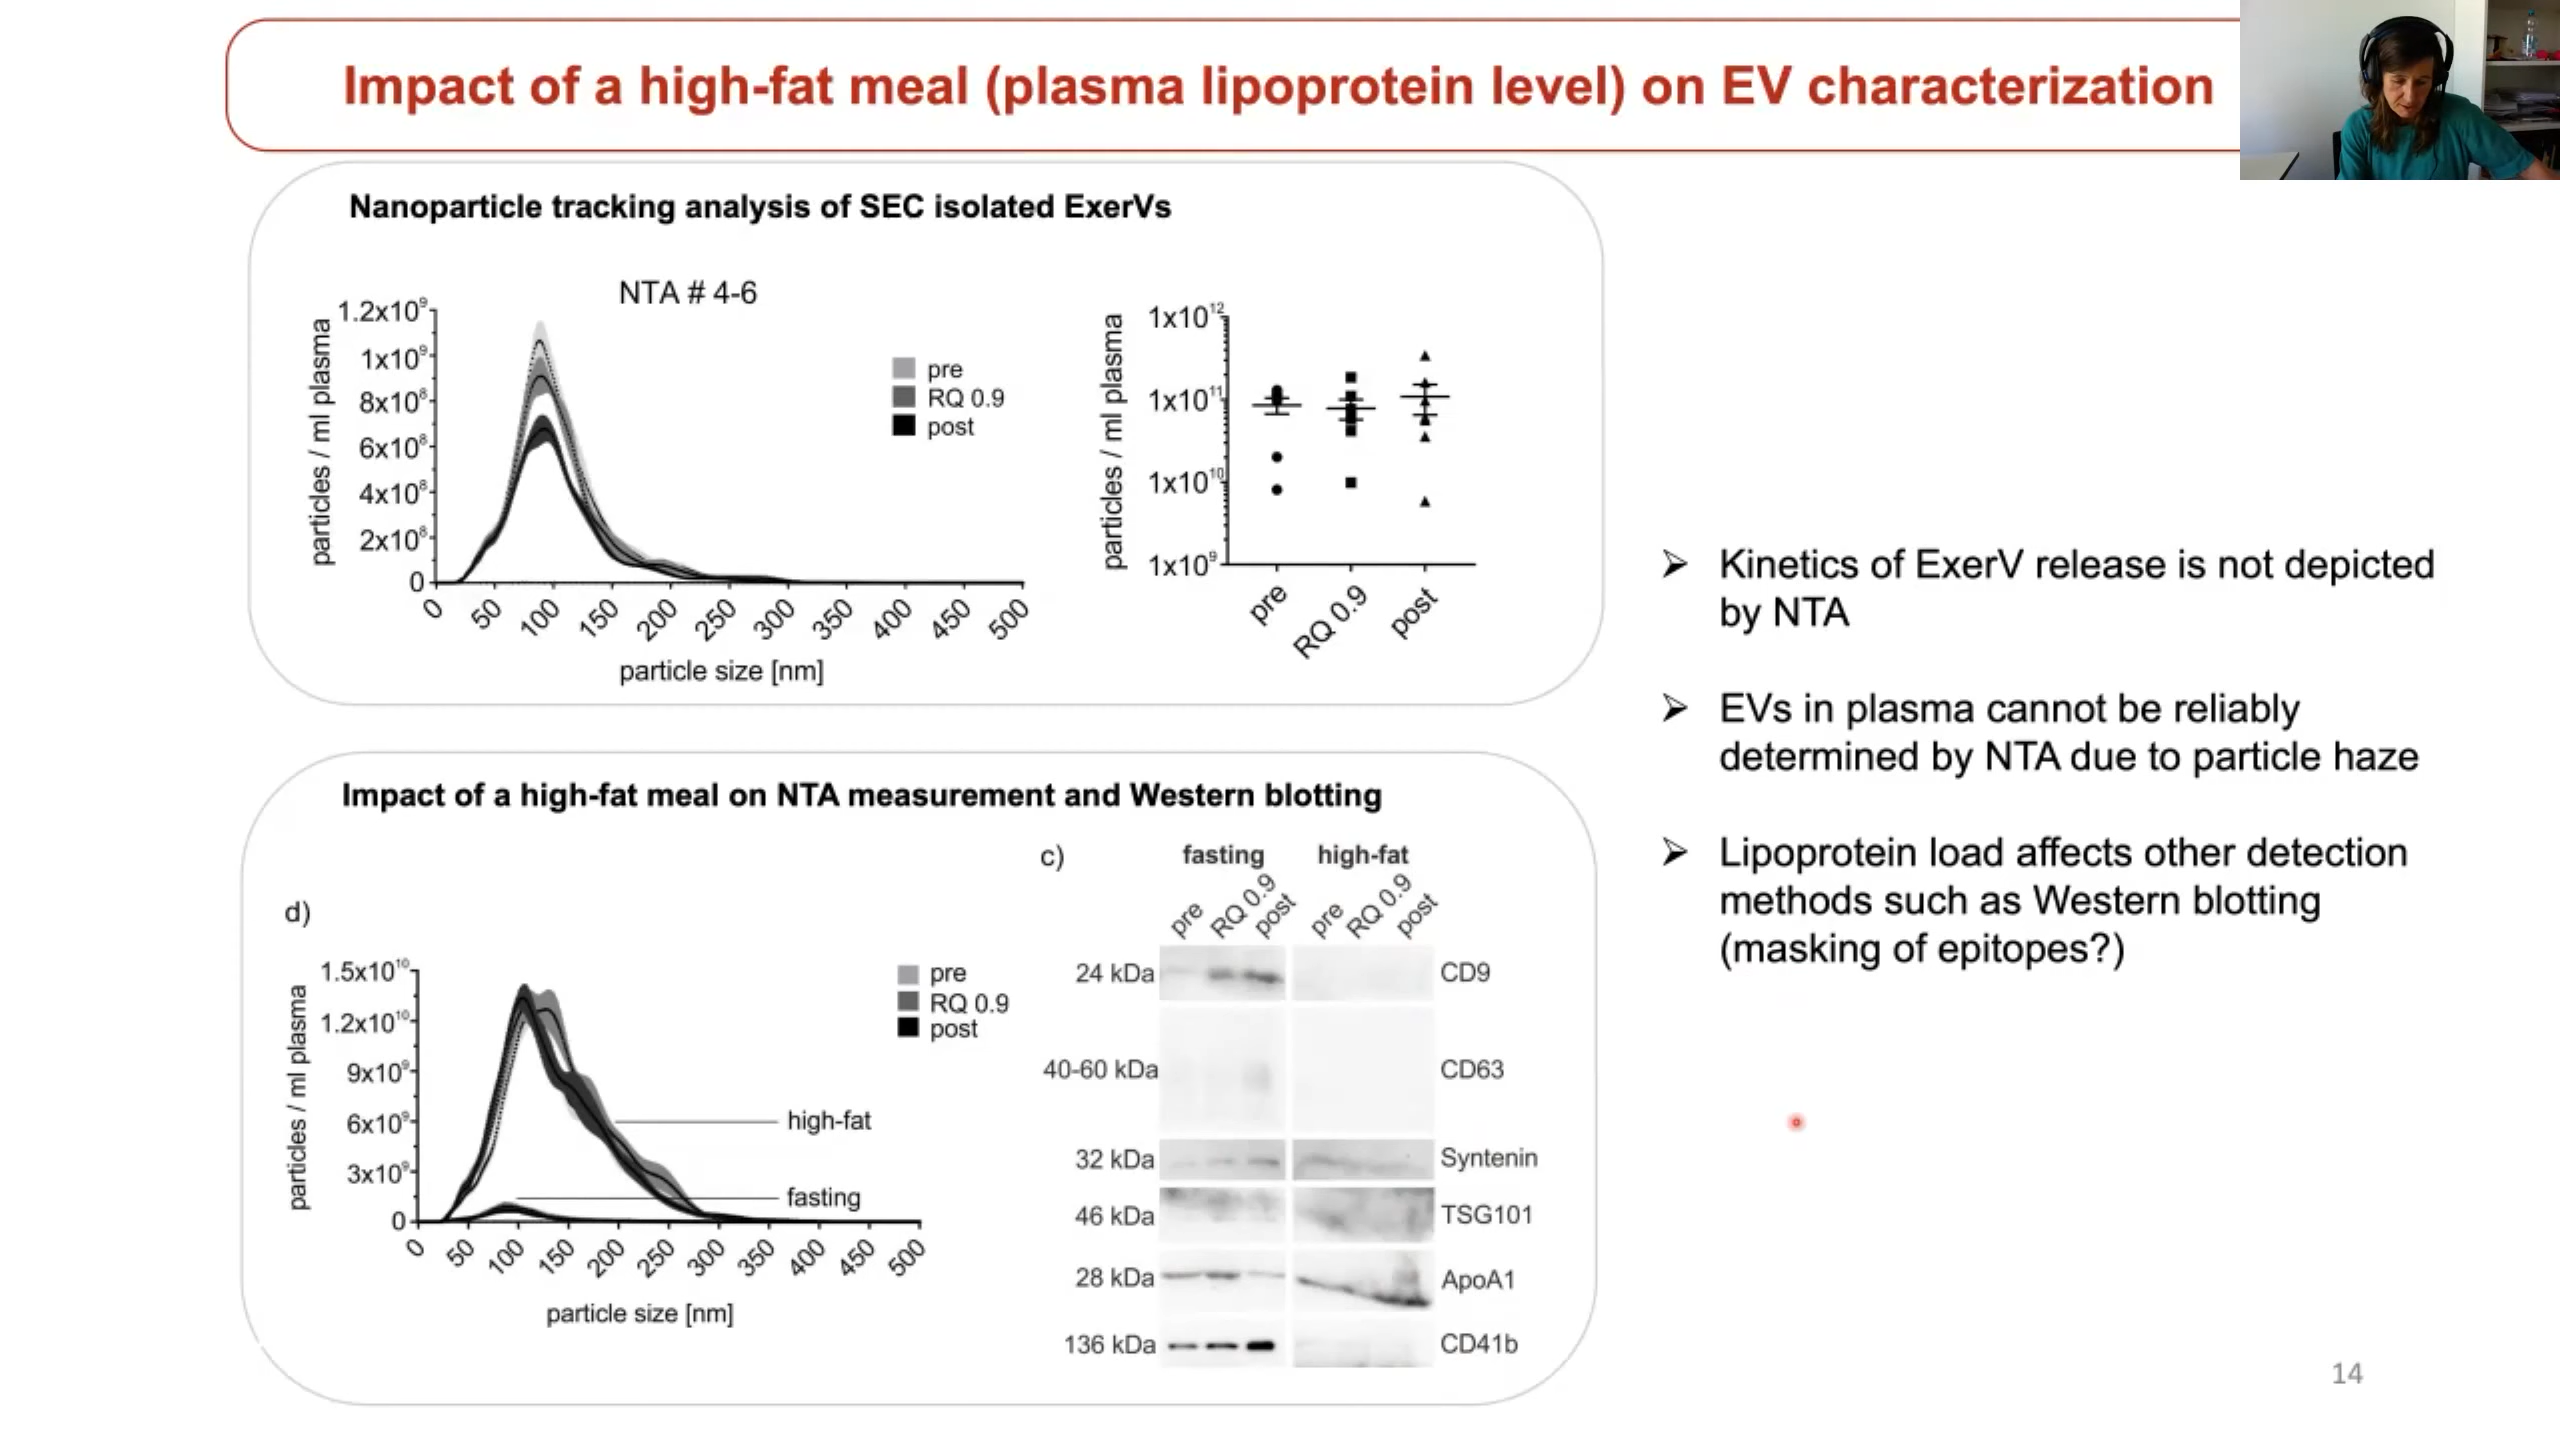 Impact of a high-fat meal (plasma lipoprotein level) on EV characterization
Nanoparticle tracking analysis of SEC isolated ExerVs
NTA # 4-6
particles / ml plasma
1.2x10⁹
1x10⁹
8x10⁸
6x10⁸
4x10⁸
2x10⁸
0
0 50 100 150 200 250 300 350 400 450 500
particle size [nm]
pre
RQ 0.9
post
particles / ml plasma
1x10¹²
1x10¹¹
1x10¹⁰
1x10⁹
pre RQ 0.9 post
Impact of a high-fat meal on NTA measurement and Western blotting
d)
particles / ml plasma
1.5x10¹⁰
1.2x10¹⁰
9x10⁹
6x10⁹
3x10⁹
0
0 50 100 150 200 250 300 350 400 450 500
particle size [nm]
pre
RQ 0.9
post
high-fat
fasting
c)
fasting high-fat
pre RQ 0.9 post pre RQ 0.9 post
24 kDa CD9
40-60 kDa CD63
32 kDa Syntenin
46 kDa TSG101
28 kDa ApoA1
136 kDa CD41b
➢ Kinetics of ExerV release is not depicted
by NTA
➢ EVs in plasma cannot be reliably
determined by NTA due to particle haze
➢ Lipoprotein load affects other detection
methods such as Western blotting
(masking of epitopes?)
14